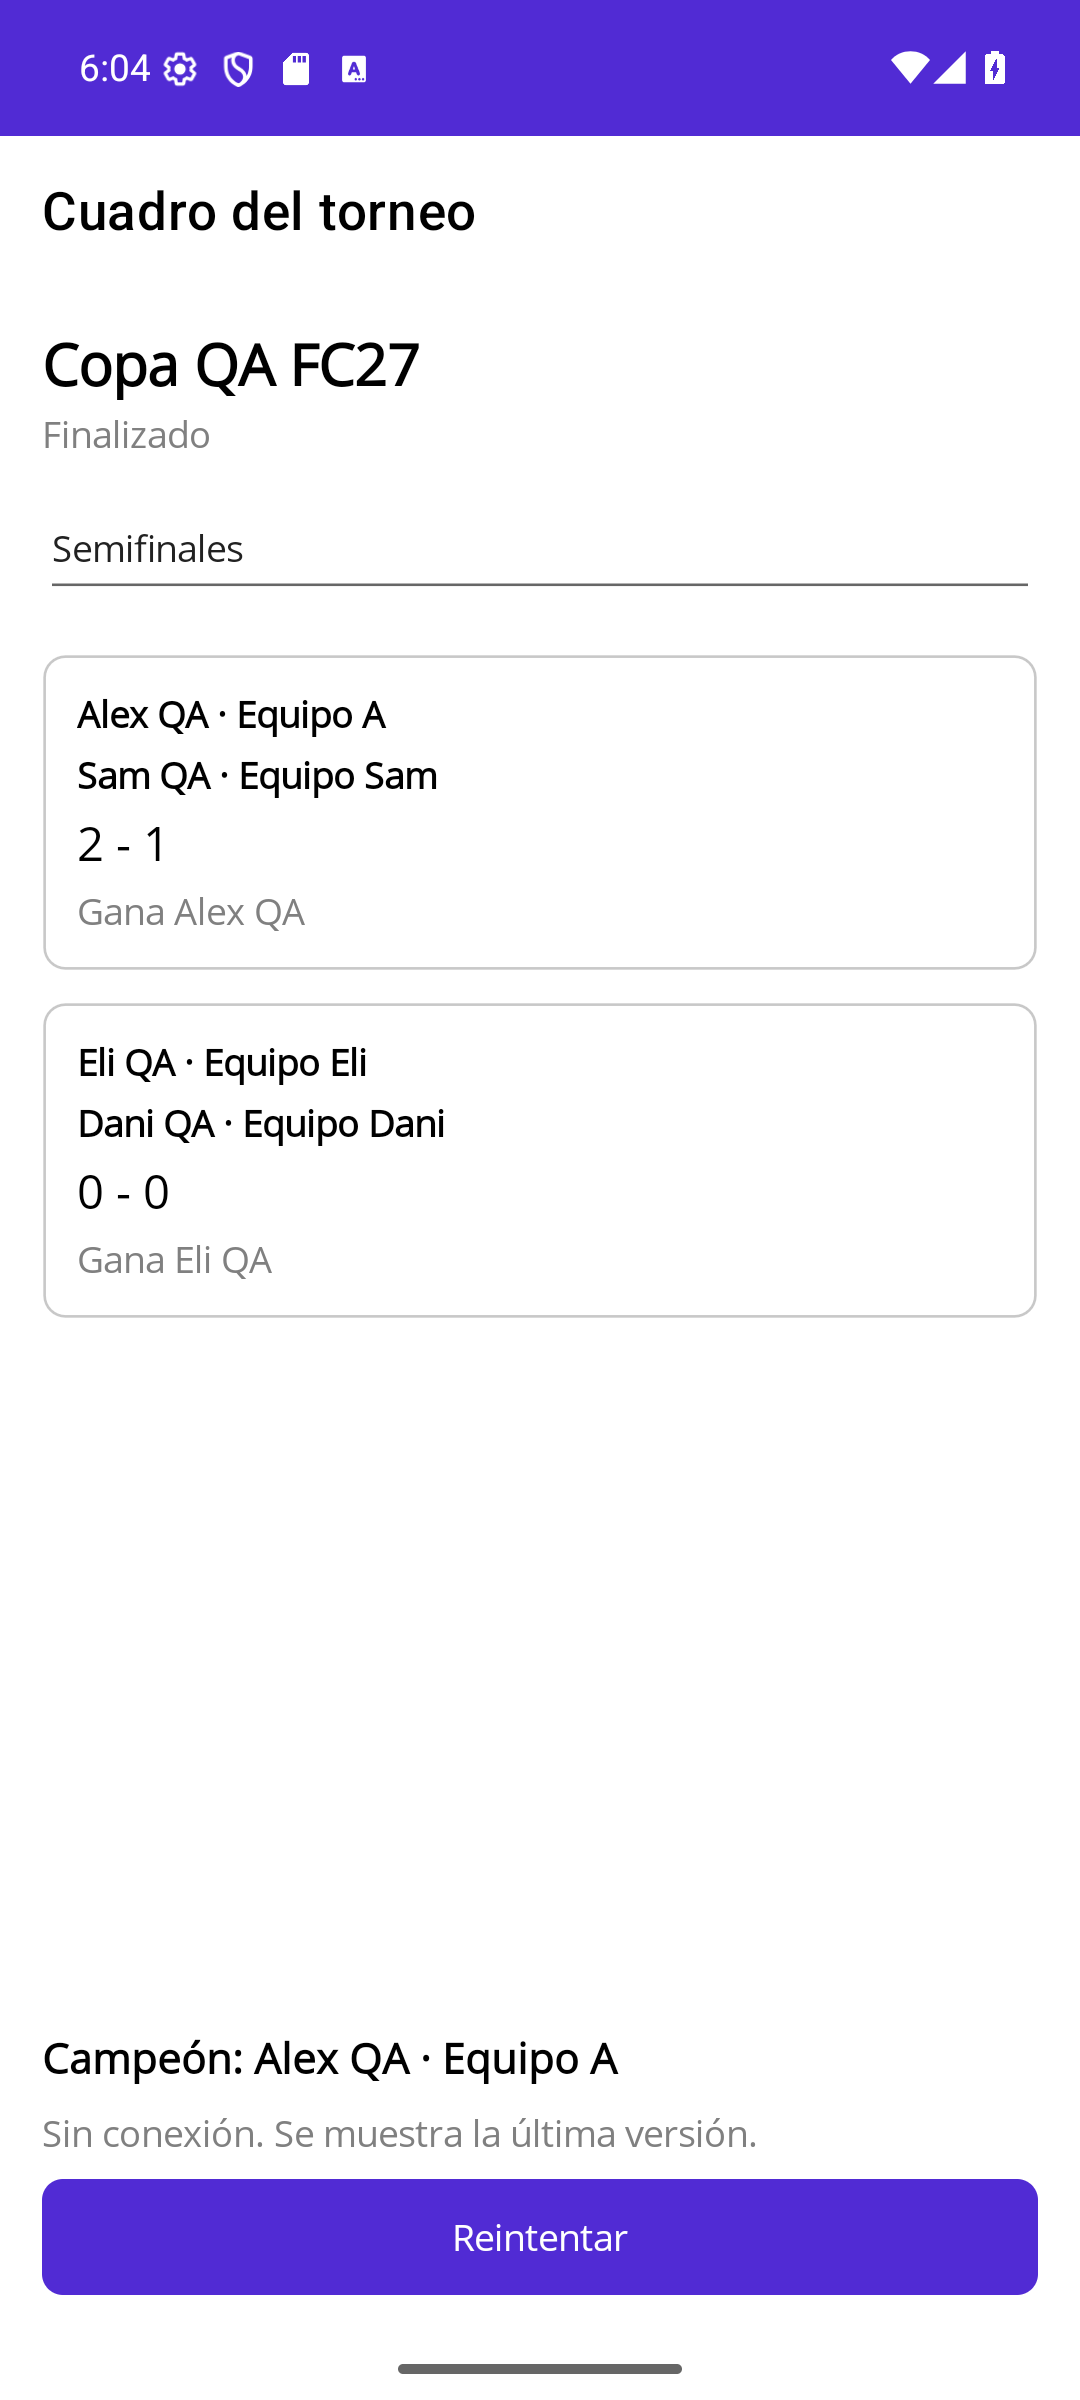 6:04
Cuadro del torneo
Copa QA FC27
Finalizado
Semifinales
Alex QA · Equipo A
Sam QA · Equipo Sam
2 - 1
Gana Alex QA
Eli QA · Equipo Eli
Dani QA · Equipo Dani
0 - 0
Gana Eli QA
Campeón: Alex QA · Equipo A
Sin conexión. Se muestra la última versión.
Reintentar